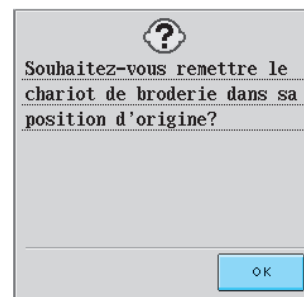 ?
Souhaitez-vous remettre le
chariot de broderie dans sa
position d'origine?
OK